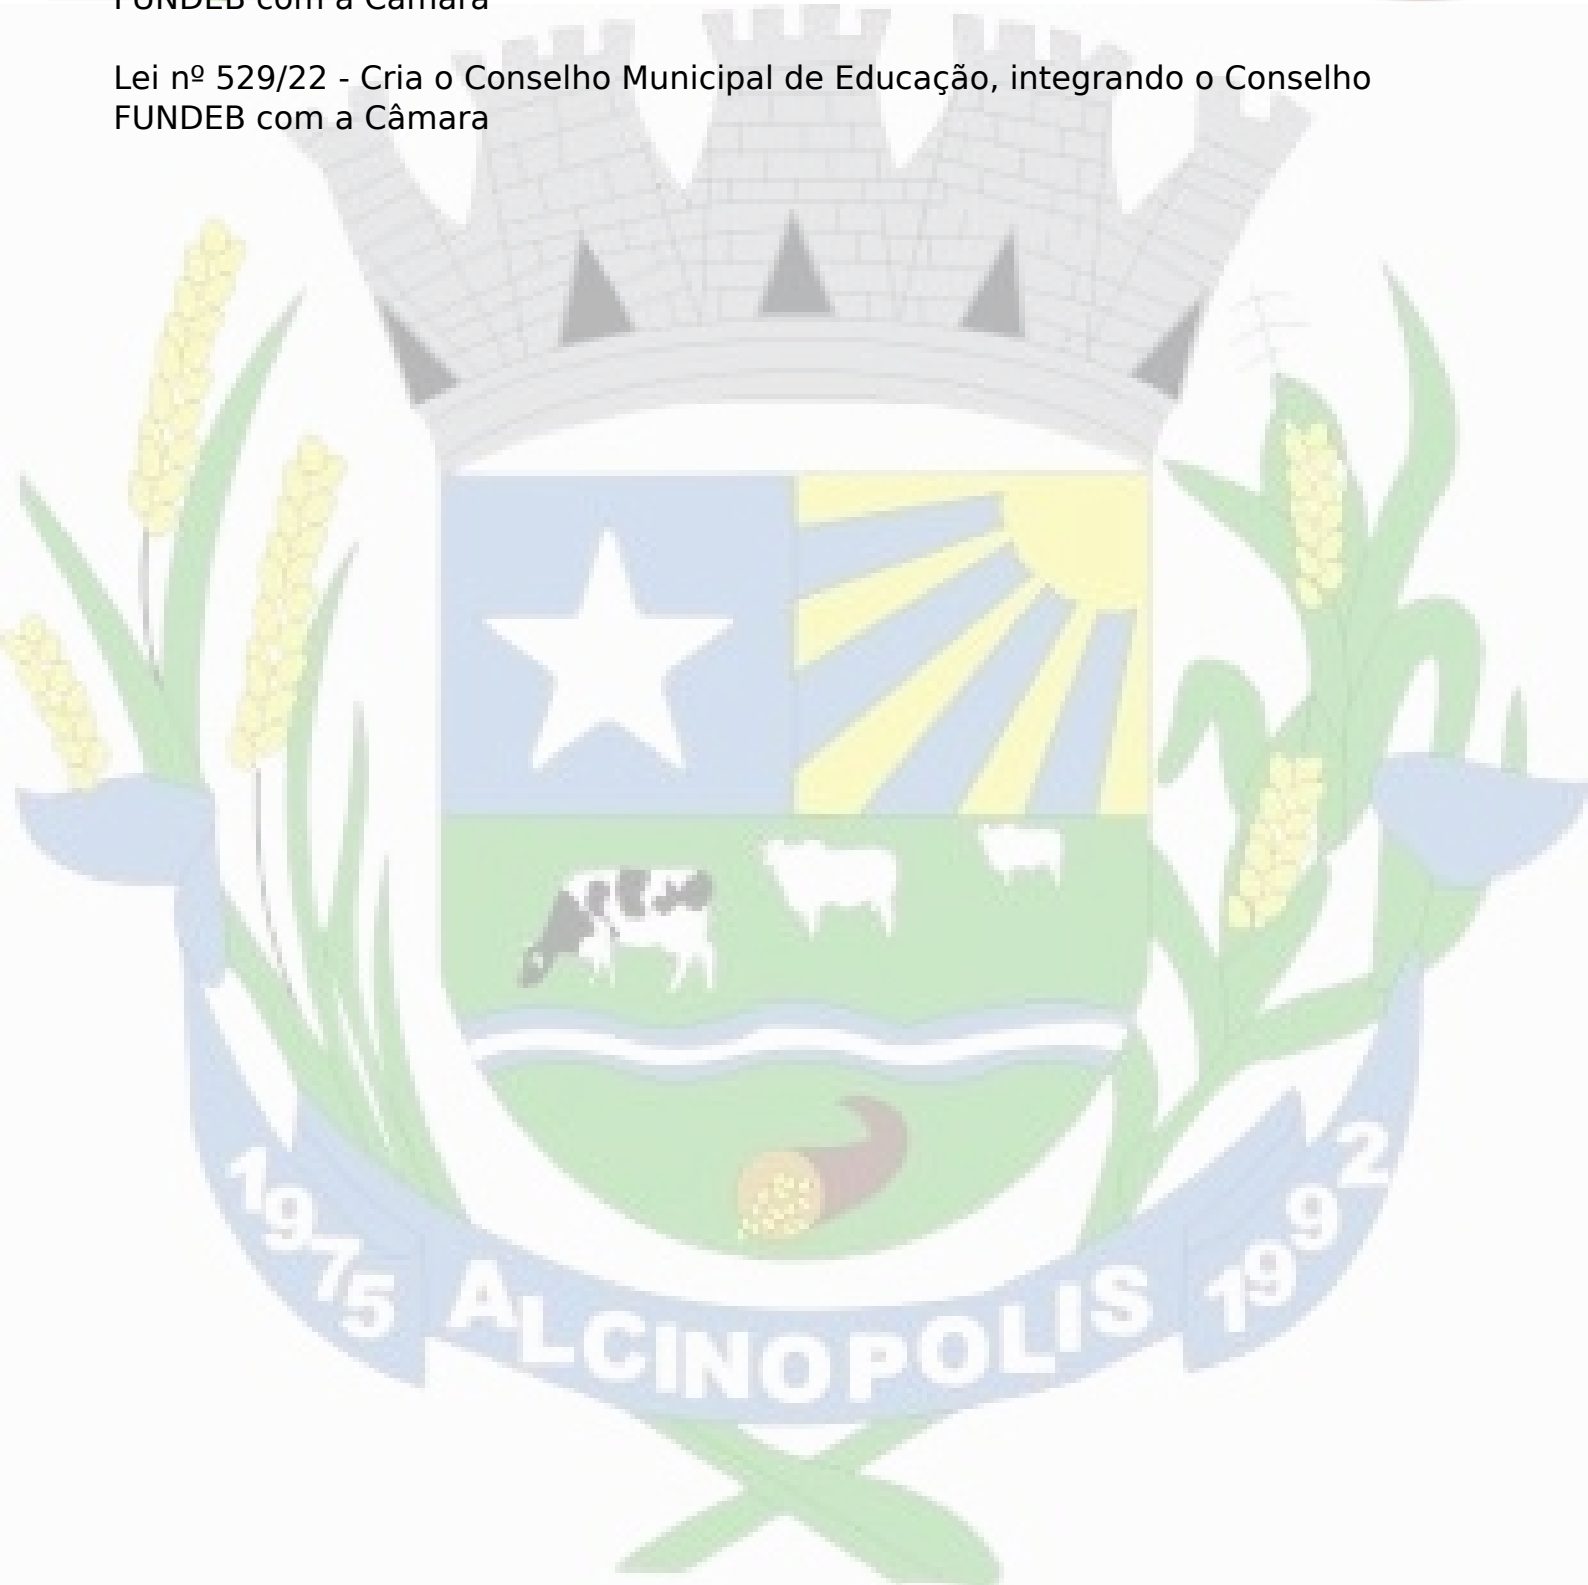 FUNDEB com a Câmara
Lei nº 529/22 - Cria o Conselho Municipal de Educação, integrando o Conselho
FUNDEB com a Câmara
1975
ALCINOPOLIS
1992